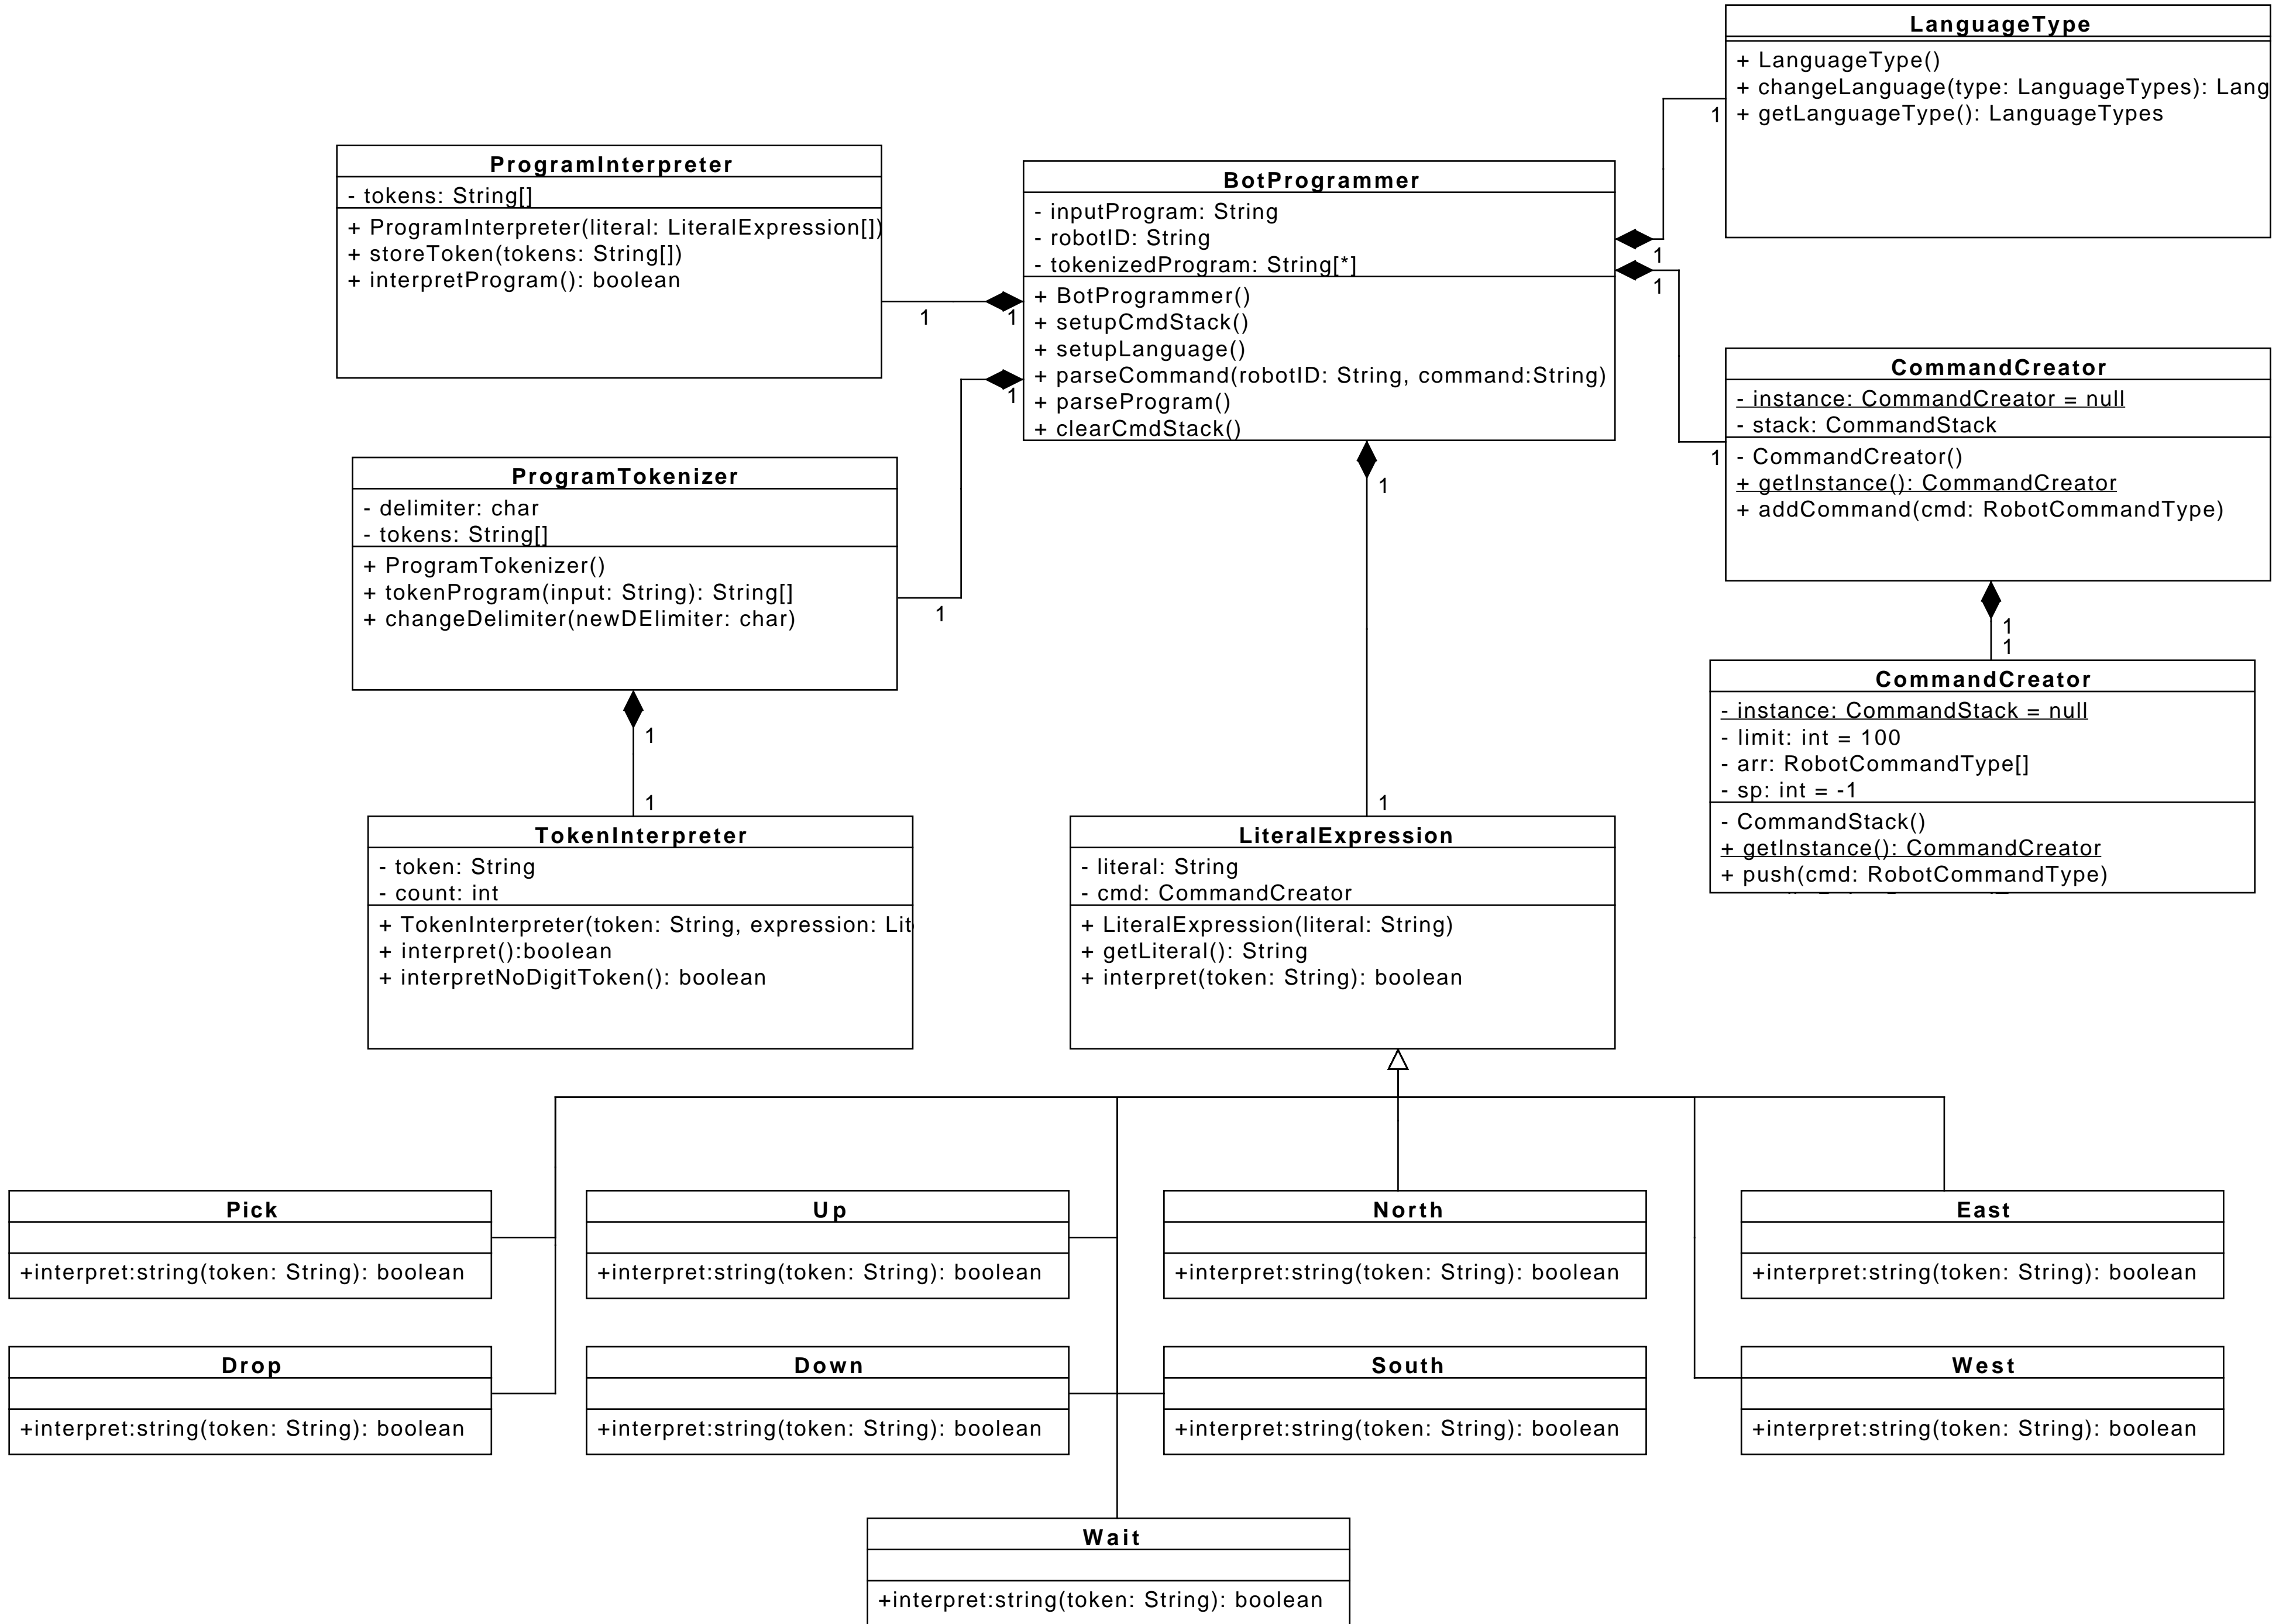 LanguageType
+ LanguageType()
+ changeLanguage(type: LanguageTypes): Lang
+ getLanguageType(): LanguageTypes
1
1
ProgramInterpreter
- tokens: String[]
+ ProgramInterpreter(literal: LiteralExpression[])
+ storeToken(tokens: String[])
+ interpretProgram(): boolean
1
1
BotProgrammer
- inputProgram: String
- robotID: String
- tokenizedProgram: String[*]
+ BotProgrammer()
+ setupCmdStack()
+ setupLanguage()
+ parseCommand(robotID: String, command:String)
+ parseProgram()
+ clearCmdStack()
1
1
CommandCreator
- instance: CommandCreator = null
- stack: CommandStack
- CommandCreator()
+ getInstance(): CommandCreator
+ addCommand(cmd: RobotCommandType)
1
1
ProgramTokenizer
- delimiter: char
- tokens: String[]
+ ProgramTokenizer()
+ tokenProgram(input: String): String[]
+ changeDelimiter(newDElimiter: char)
1
1
1
1
CommandCreator
- instance: CommandStack = null
- limit: int = 100
- arr: RobotCommandType[]
- sp: int = -1
- CommandStack()
+ getInstance(): CommandCreator
+ push(cmd: RobotCommandType)
1
1
1
1
TokenInterpreter
- token: String
- count: int
+ TokenInterpreter(token: String, expression: Lit
+ interpret():boolean
+ interpretNoDigitToken(): boolean
LiteralExpression
- literal: String
- cmd: CommandCreator
+ LiteralExpression(literal: String)
+ getLiteral(): String
+ interpret(token: String): boolean
Pick
+interpret:string(token: String): boolean
Up
+interpret:string(token: String): boolean
North
+interpret:string(token: String): boolean
East
+interpret:string(token: String): boolean
Drop
+interpret:string(token: String): boolean
Down
+interpret:string(token: String): boolean
South
+interpret:string(token: String): boolean
West
+interpret:string(token: String): boolean
Wait
+interpret:string(token: String): boolean